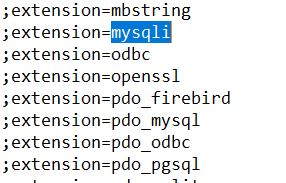 ;extension=mbstring
;extension=mysqli
;extension=odbc
;extension=openssl
;extension=pdo_firebird
;extension=pdo_mysql
;extension=pdo_odbc
;extension=pdo_pgsql